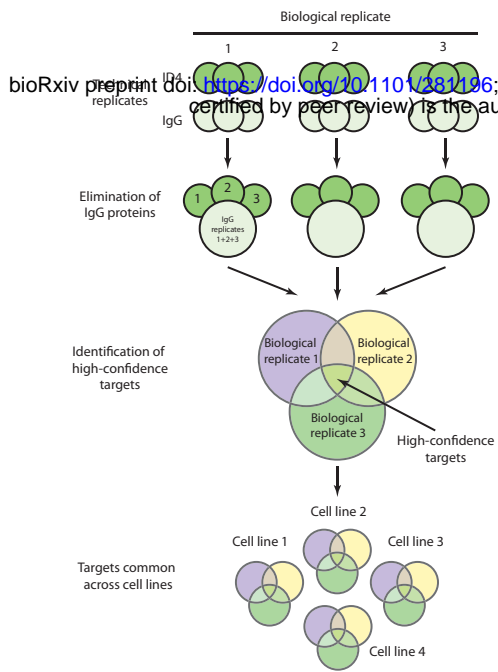 Biological replicate
1 2 3
ID4
bioRxiv preprint doi: https://doi.org/10.1101/281196;
replicates
certified by peer review) is the au
IgG
Elimination of
IgG proteins
1 2 3
IgG
replicates
1+2+3
Identification of
high-confidence
targets
Biological
replicate 1
Biological
replicate 2
Biological
replicate 3
High-confidence
targets
Cell line 2
Cell line 1
Cell line 3
Targets common
across cell lines
Cell line 4